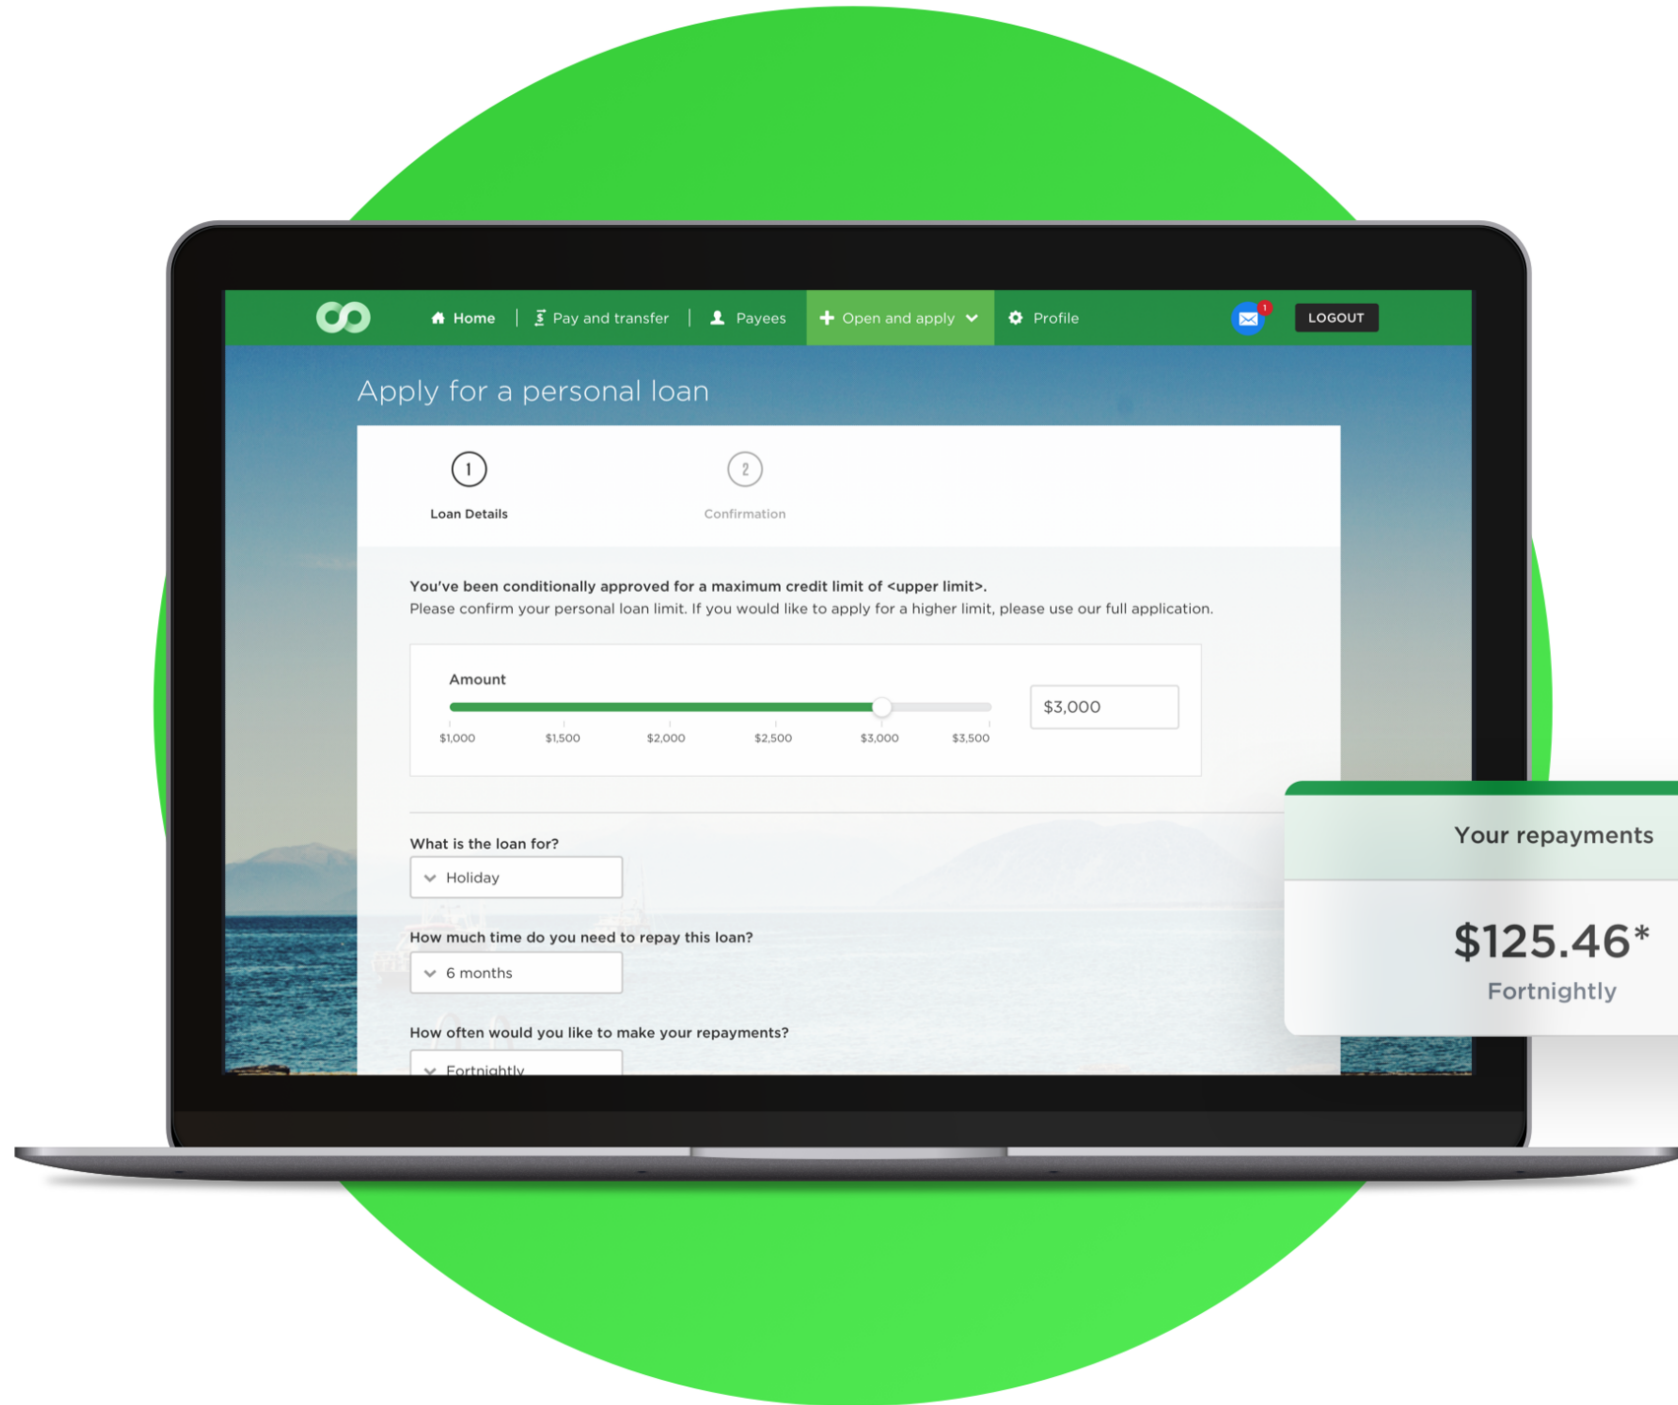 Home
Pay and transfer
Payees
Open and apply
Profile
1
LOGOUT
Apply for a personal loan
1
2
Loan Details
Confirmation
You've been conditionally approved for a maximum credit limit of <upper limit>.
Please confirm your personal loan limit. If you would like to apply for a higher limit, please use our full application.
Amount
$3,000
$1,000
$1,500
$2,000
$2,500
$3,000
$3,500
What is the loan for?
Holiday
How much time do you need to repay this loan?
6 months
How often would you like to make your repayments?
Fortnightly
Your repayments
$125.46*
Fortnightly